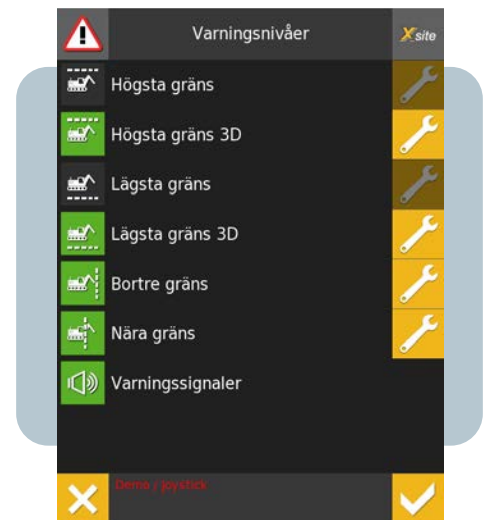 Varningsnivåer
Xsite
Högsta gräns
Högsta gräns 3D
Lägsta gräns
Lägsta gräns 3D
Bortre gräns
Nära gräns
Varningssignaler
Demo / Joystick